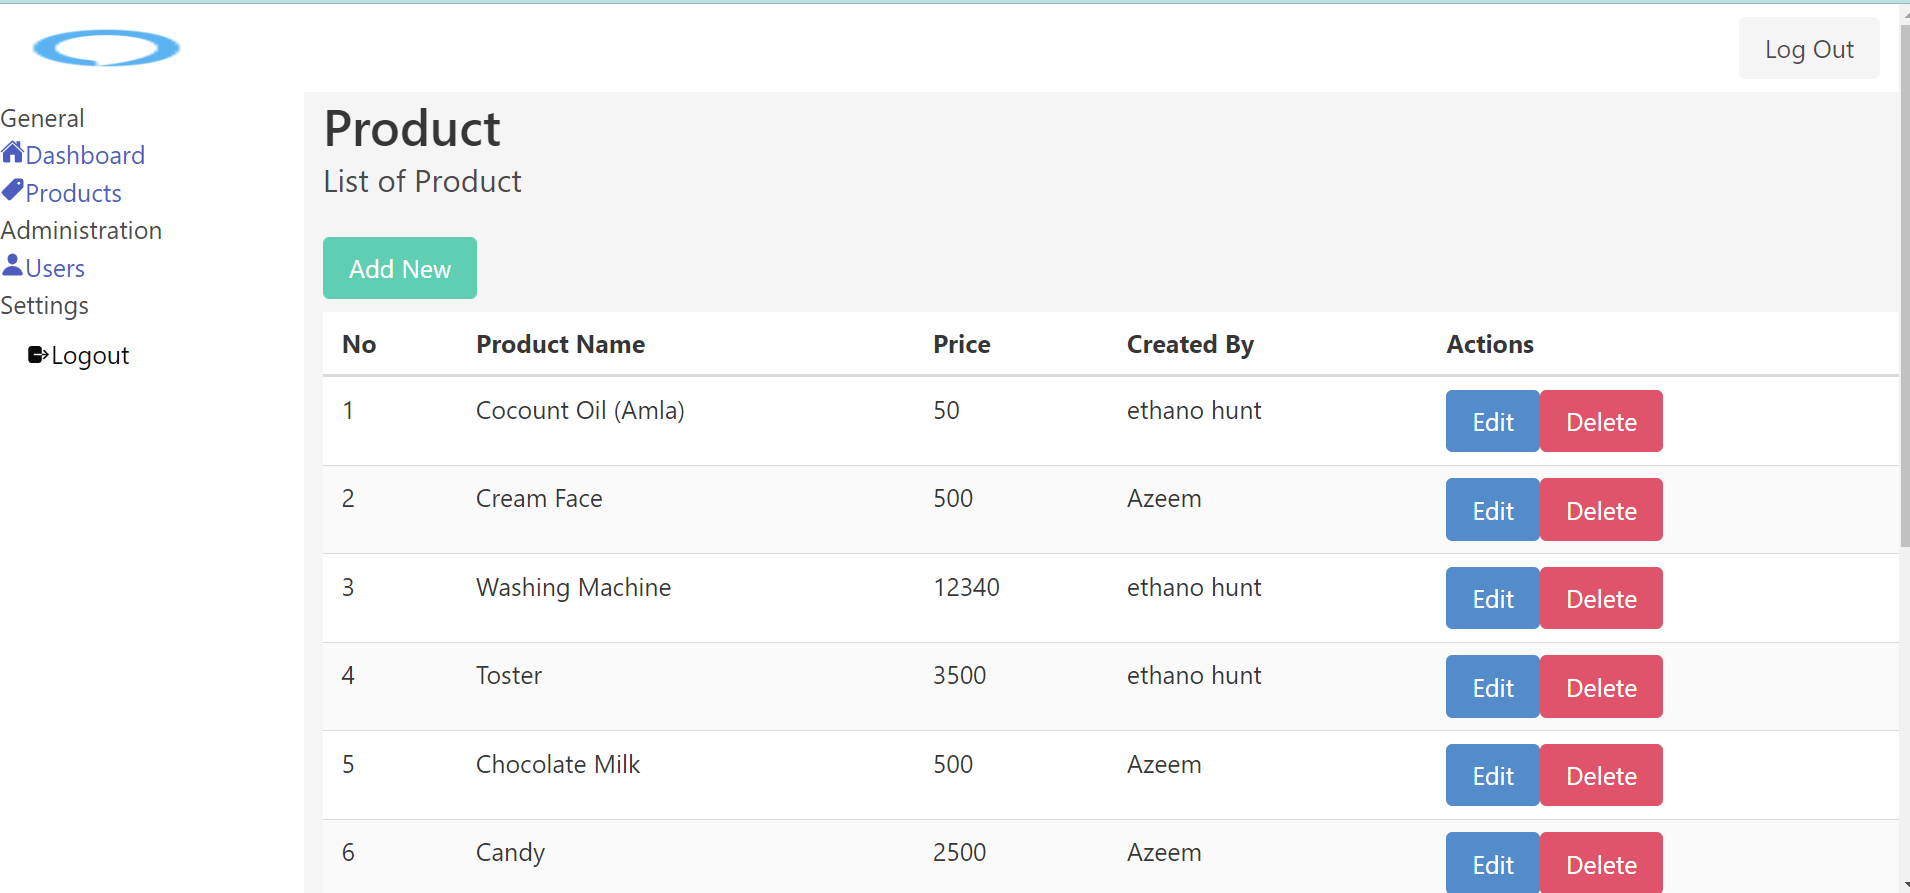 Log Out
General
Dashboard
Products
Administration
Users
Settings
Logout
Product
List of Product
Add New
No Product Name Price Created By Actions
1 Cocount Oil (Amla) 50 ethano hunt Edit Delete
2 Cream Face 500 Azeem Edit Delete
3 Washing Machine 12340 ethano hunt Edit Delete
4 Toster 3500 ethano hunt Edit Delete
5 Chocolate Milk 500 Azeem Edit Delete
6 Candy 2500 Azeem Edit Delete